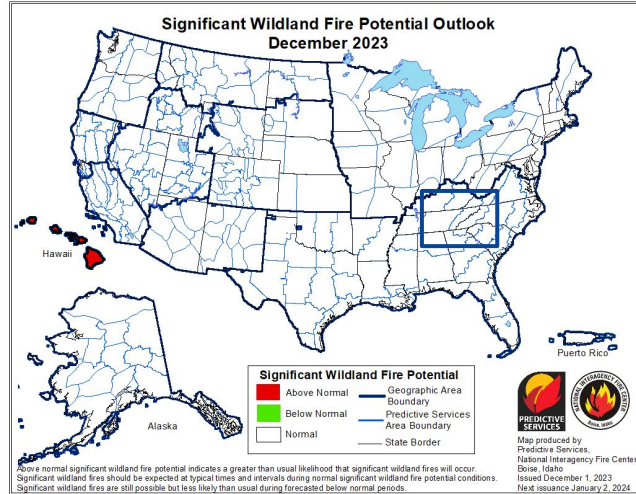 Significant Wildland Fire Potential Outlook
December 2023
Hawaii
Alaska
Puerto Rico
Significant Wildland Fire Potential
Above Normal
Below Normal
Normal
Geographic Area
Boundary
Predictive Services
Area Boundary
State Border
PREDICTIVE
SERVICES
NATIONAL INTERAGENCY FIRE CENTER
Boise, Idaho
Map produced by
Predictive Services,
National Interagency Fire Center
Boise, Idaho
Issued December 1, 2023
Next issuance January 2, 2024
Above normal significant wildland fire potential indicates a greater than usual likelihood that significant wildland fires will occur.
Significant wildland fires should be expected at typical times and intervals during normal significant wildland fire potential conditions.
Significant wildland fires are still possible but less likely than usual during forecasted below normal periods.